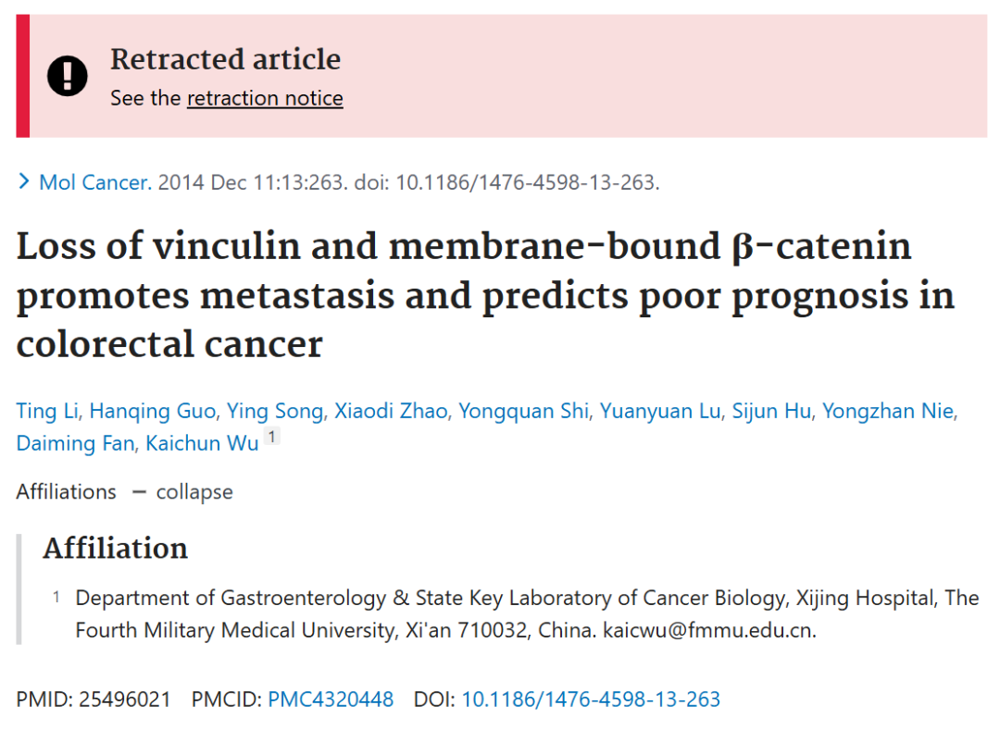 Retracted article
See the retraction notice
> Mol Cancer. 2014 Dec 11:13:263. doi: 10.1186/1476-4598-13-263.
Loss of vinculin and membrane-bound β-catenin
promotes metastasis and predicts poor prognosis in
colorectal cancer
Ting Li, Hanqing Guo, Ying Song, Xiaodi Zhao, Yongquan Shi, Yuanyuan Lu, Sijun Hu, Yongzhan Nie,
Daiming Fan, Kaichun Wu 1
Affiliations – collapse
Affiliation
1 Department of Gastroenterology & State Key Laboratory of Cancer Biology, Xijing Hospital, The
Fourth Military Medical University, Xi'an 710032, China. kaicwu@fmmu.edu.cn.
PMID: 25496021 PMCID: PMC4320448 DOI: 10.1186/1476-4598-13-263